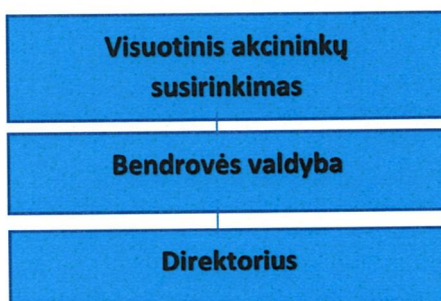 Visuotinis akcininkų
susirinkimas
Bendrovės valdyba
Direktorius